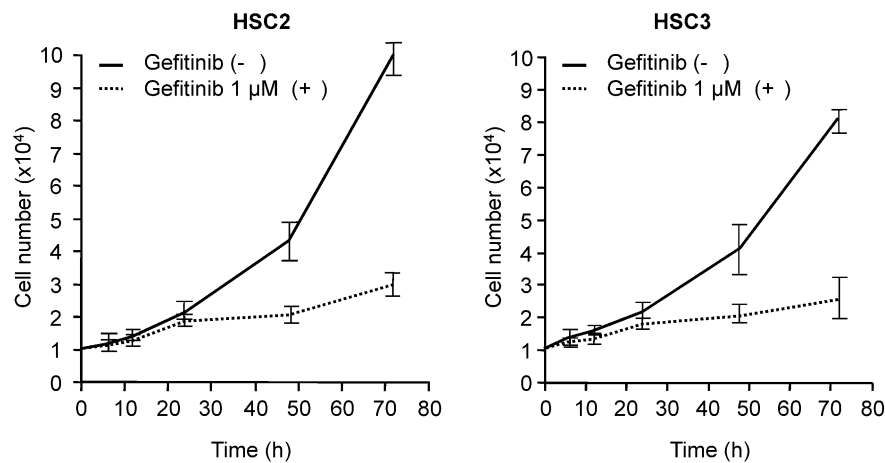 HSC2
Gefitinib (-  )
Gefitinib 1 µM  (+  )
Cell number (x10⁴)
10
9
8
7
6
5
4
3
2
1
0
0 10 20 30 40 50 60 70 80
Time (h)
HSC3
Gefitinib (-  )
Gefitinib 1 µM  (+  )
Cell number (x10⁴)
10
9
8
7
6
5
4
3
2
1
0
0 10 20 30 40 50 60 70 80
Time (h)